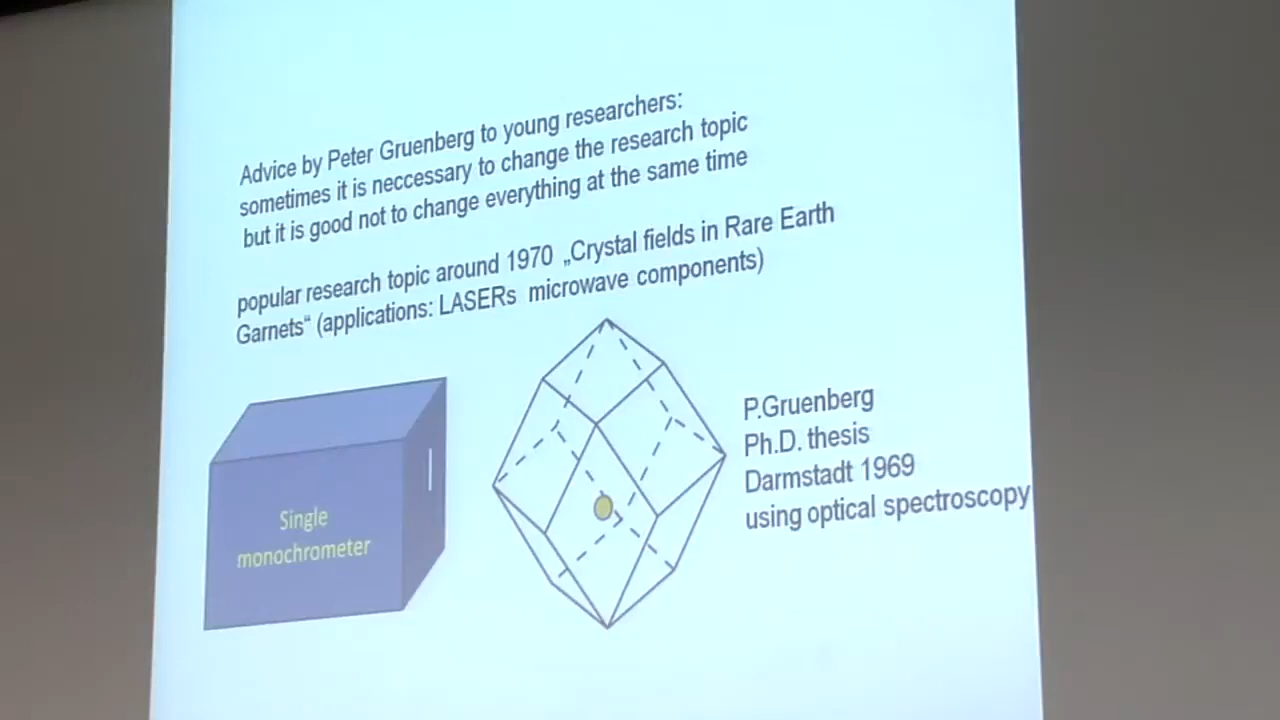 Advice by Peter Gruenberg to young researchers:
sometimes it is neccessary to change the research topic
but it is good not to change everything at the same time
popular research topic around 1970 „Crystal fields in Rare Earth
Garnets“ (applications: LASERs microwave components)
Single
monochrometer
P.Gruenberg
Ph.D. thesis
Darmstadt 1969
using optical spectroscopy